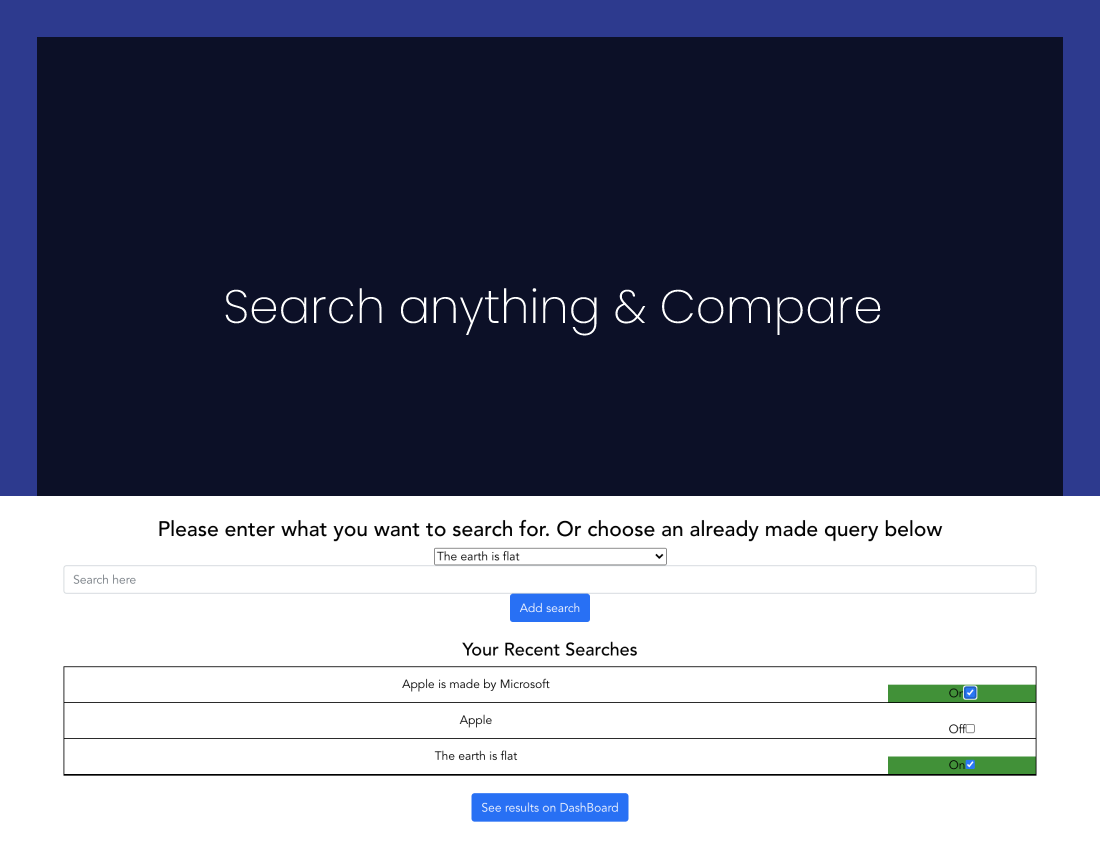 Search anything & Compare
Please enter what you want to search for. Or choose an already made query below
The earth is flat
Search here
Add search
Your Recent Searches
Apple is made by Microsoft On
Apple Off
The earth is flat On
See results on DashBoard